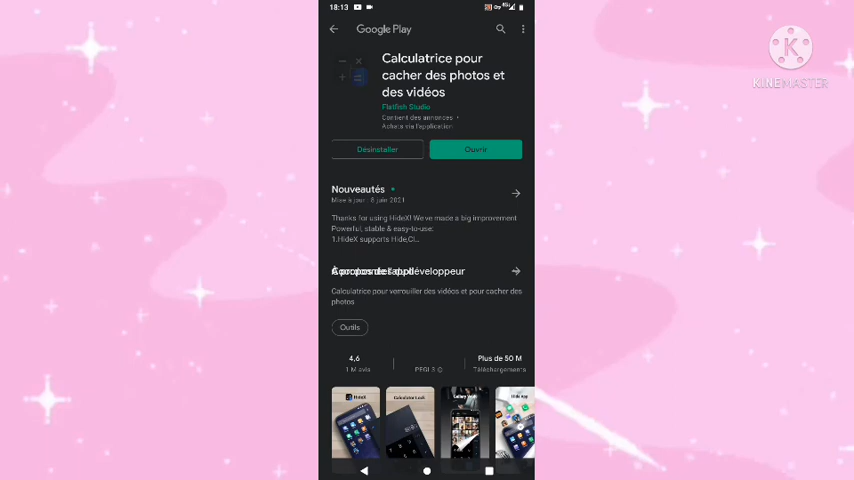 18:13
Google Play
Calculatrice pour
cacher des photos et
des vidéos
Flatfish Studio
Contient des annonces •
Achats via l'application
Désinstaller
Ouvrir
Nouveautés •
Mise à jour : 8 juin 2021
Thanks for using HideX! We've made a big improvement
Powerful, stable & easy-to-use:
1.HideX supports Hide,Cl...
développeur
Calculatrice pour verrouiller des vidéos et pour cacher des
photos
Outils
4,6
1 M avis
PEGI 3
Plus de 50 M
Téléchargements
HideX
Calculator Lock
Gallery Vault
Hide App
K
KINEMASTER